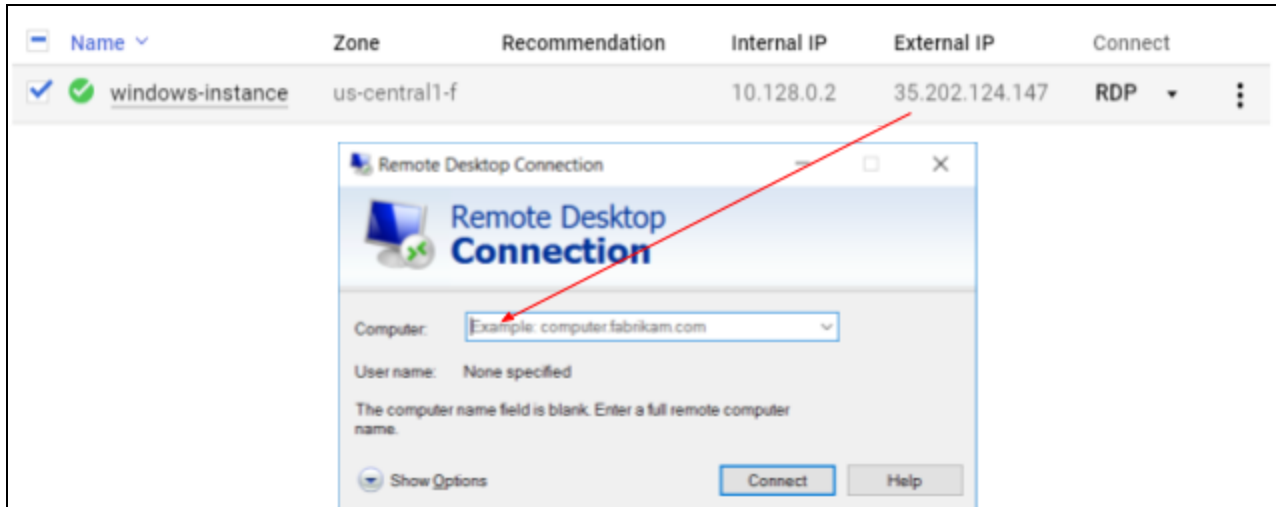 Name Zone Recommendation Internal IP External IP Connect
windows-instance us-central1-f 10.128.0.2 35.202.124.147 RDP
Remote Desktop Connection
Remote Desktop
Connection
Computer: Example: computer.fabrikam.com
User name: None specified
The computer name field is blank. Enter a full remote computer
name.
Show Options Connect Help